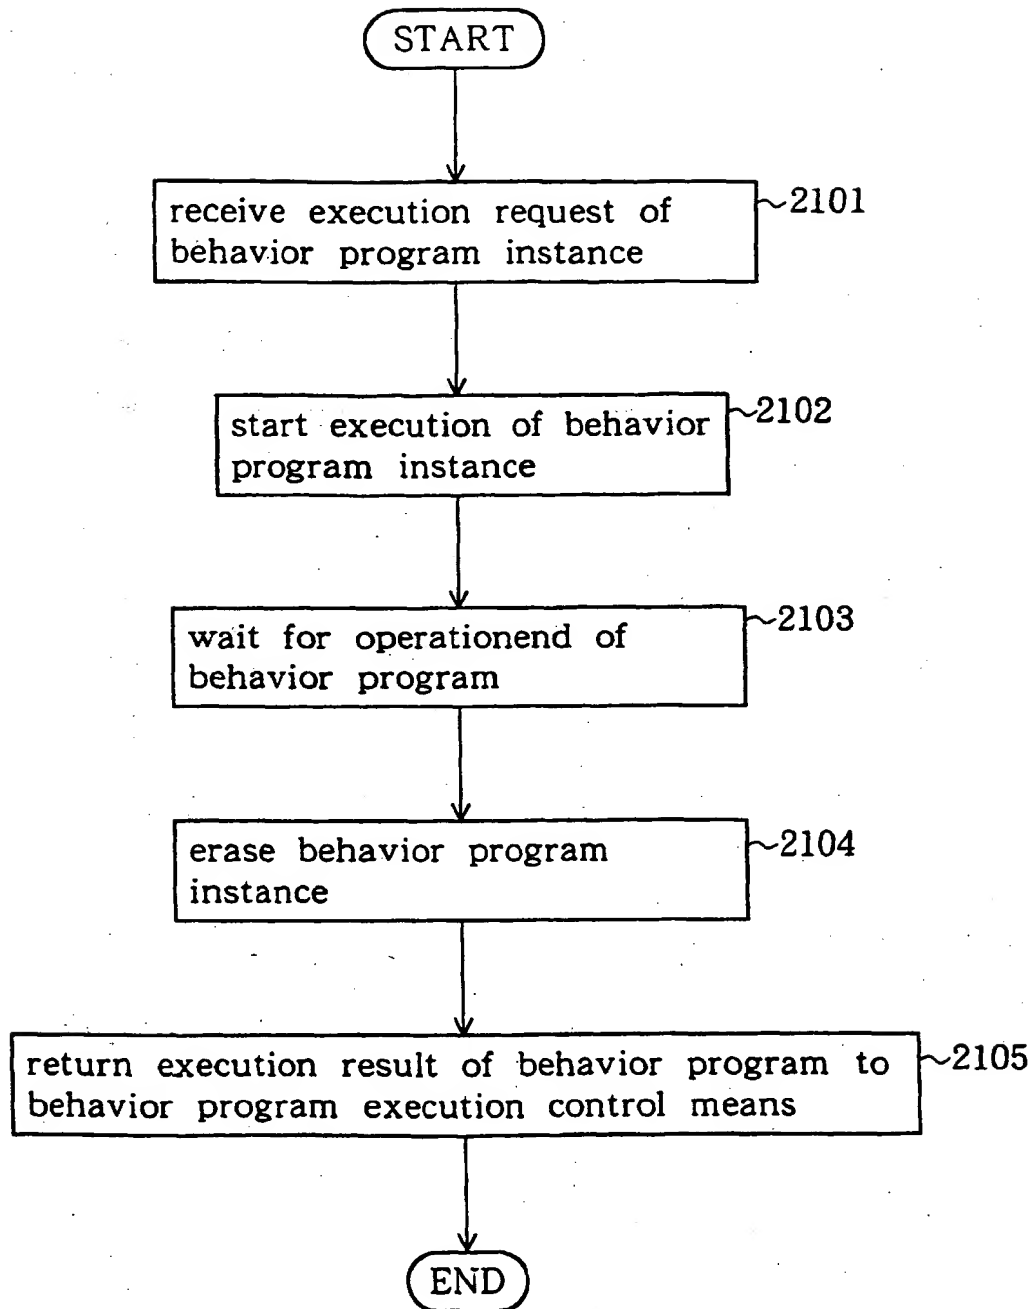 START
receive execution request of
behavior program instance
2101
start execution of behavior
program instance
2102
wait for operationend of
behavior program
2103
erase behavior program
instance
2104
return execution result of behavior program to
behavior program execution control means
2105
END